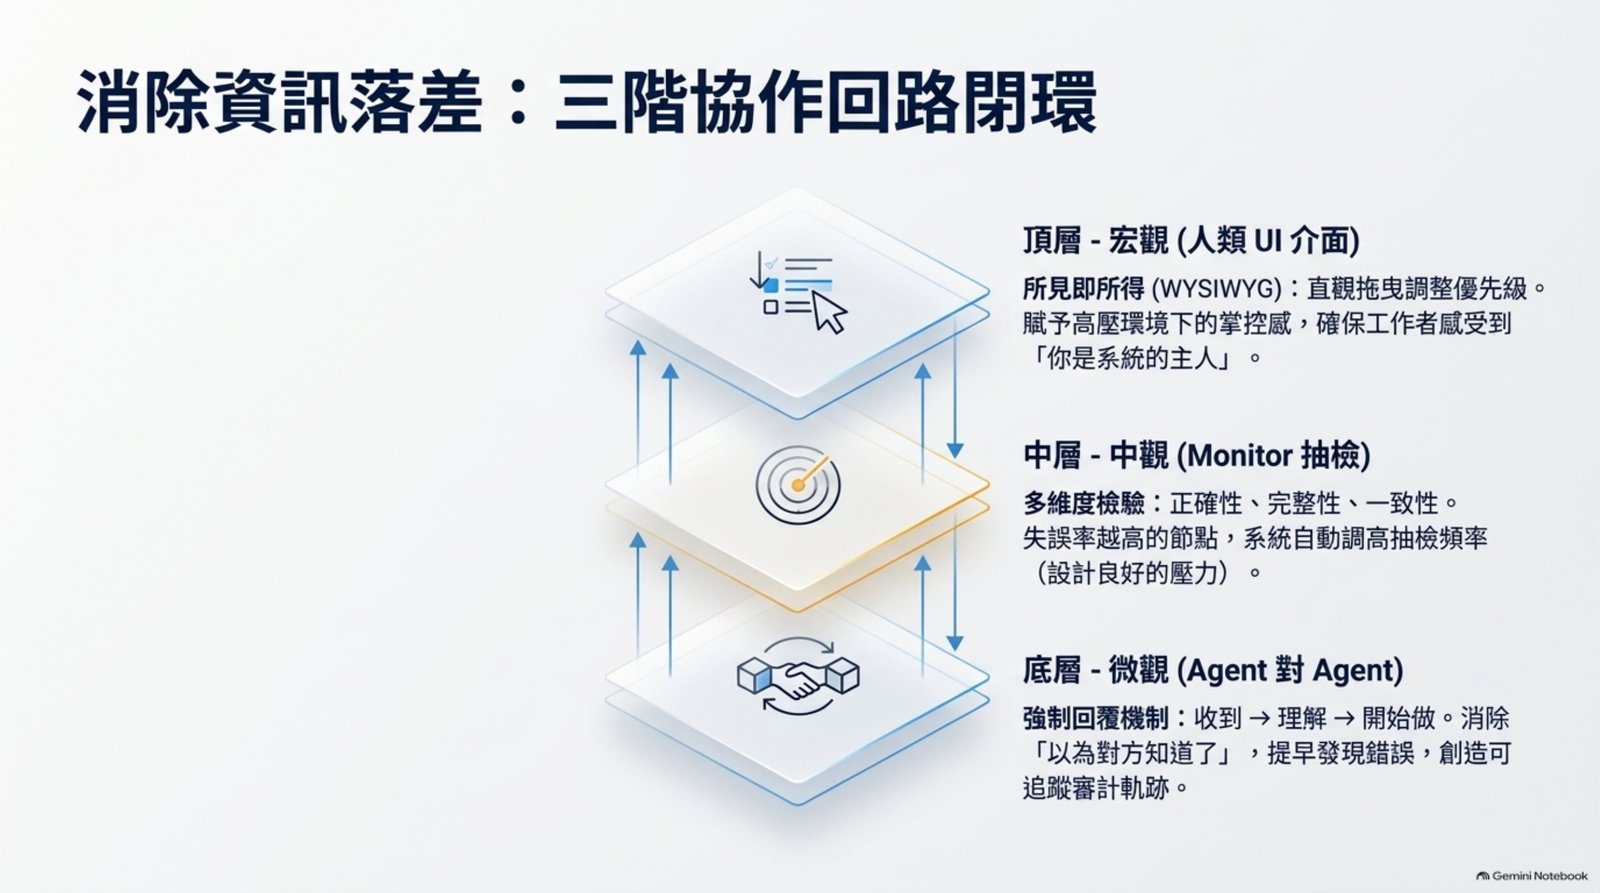 消除資訊落差：三階協作回路閉環
頂層 - 宏觀 (人類 UI 介面)
所見即所得 (WYSIWYG)：直觀拖曳調整優先級。
賦予高壓環境下的掌控感，確保工作者感受到
「你是系統的主人」。
中層 - 中觀 (Monitor 抽檢)
多維度檢驗：正確性、完整性、一致性。
失誤率越高的節點，系統自動調高抽檢頻率
（設計良好的壓力）。
底層 - 微觀 (Agent 對 Agent)
強制回覆機制：收到 → 理解 → 開始做。消除
「以為對方知道了」，提早發現錯誤，創造可
追蹤審計軌跡。
Gemini Notebook